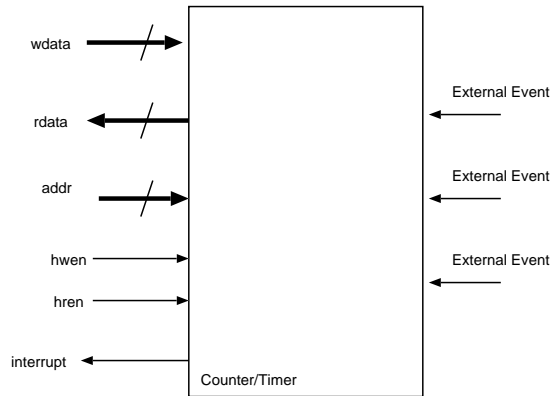 wdata
rdata
addr
hwen
hren
interrupt
Counter/Timer
External Event
External Event
External Event